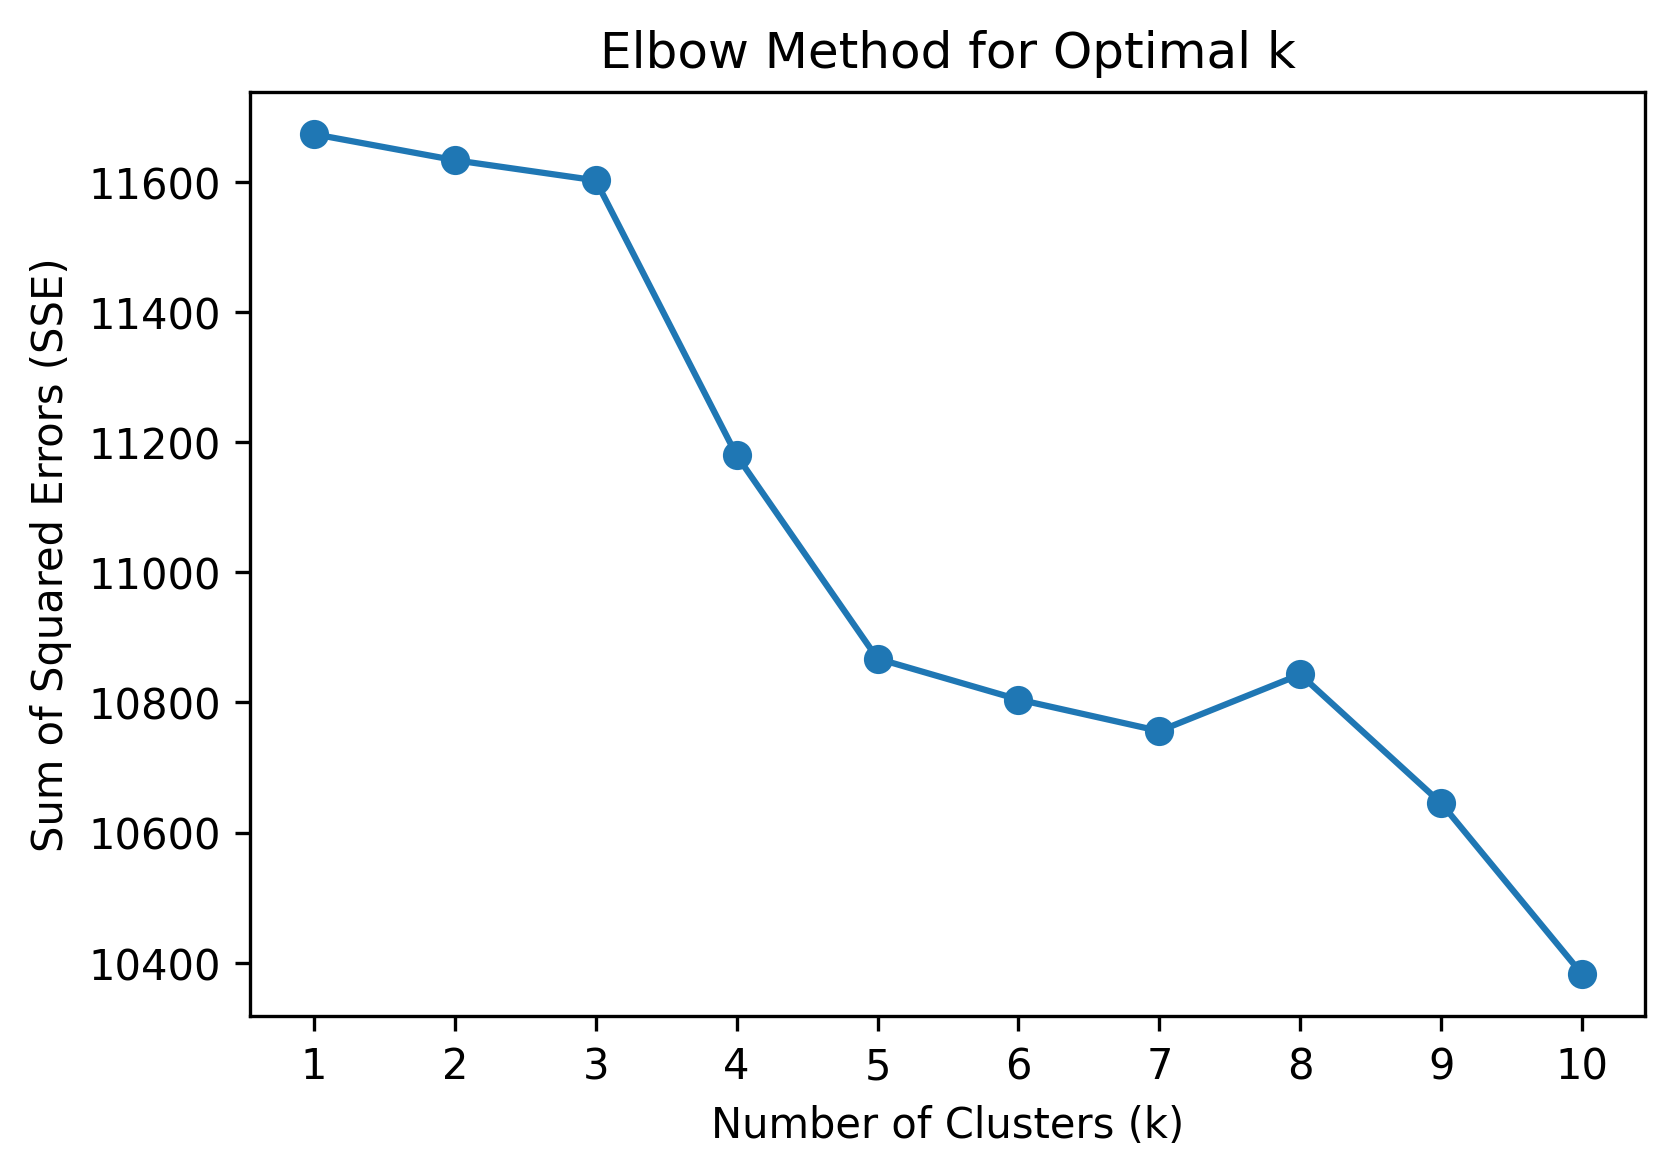 Elbow Method for Optimal k
Sum of Squared Errors (SSE)
11600
11400
11200
11000
10800
10600
10400
1 2 3 4 5 6 7 8 9 10
Number of Clusters (k)